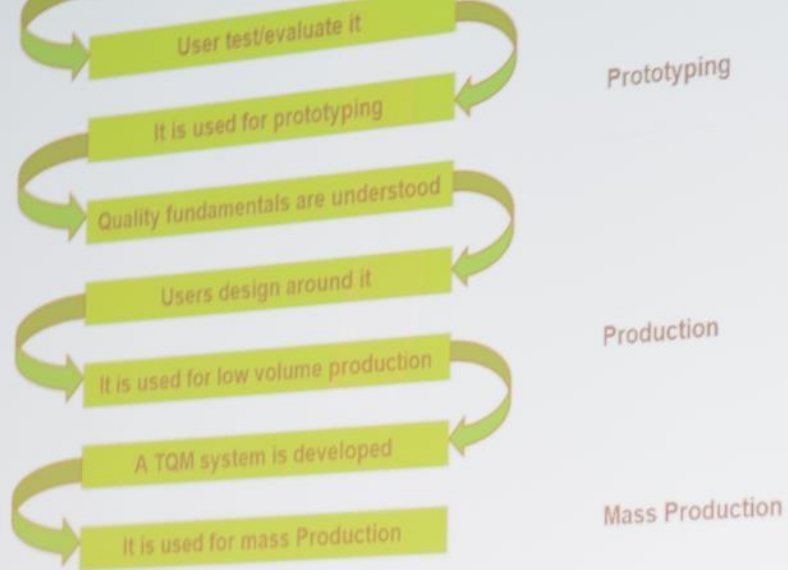 User test/evaluate it
Prototyping
It is used for prototyping
Quality fundamentals are understood
Users design around it
Production
It is used for low volume production
A TQM system is developed
Mass Production
It is used for mass Production